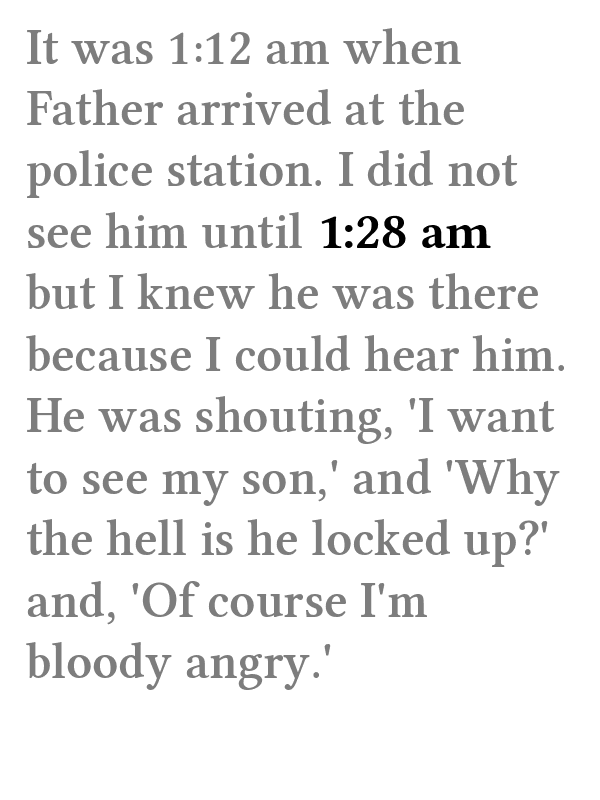 It was 1:12 am when
Father arrived at the
police station. I did not
see him until 1:28 am
but I knew he was there
because I could hear him.
He was shouting, 'I want
to see my son,' and 'Why
the hell is he locked up?'
and, 'Of course I'm
bloody angry.'